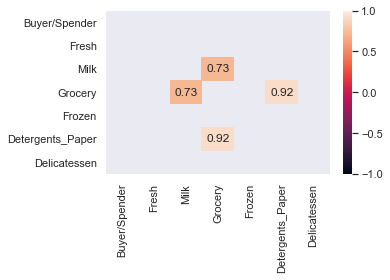 Buyer/Spender
Fresh
Milk
Grocery
Frozen
Detergents_Paper
Delicatessen
0.73
0.73
0.92
0.92
Buyer/Spender
Fresh
Milk
Grocery
Frozen
Detergents_Paper
Delicatessen
1.0
0.5
0.0
−0.5
−1.0